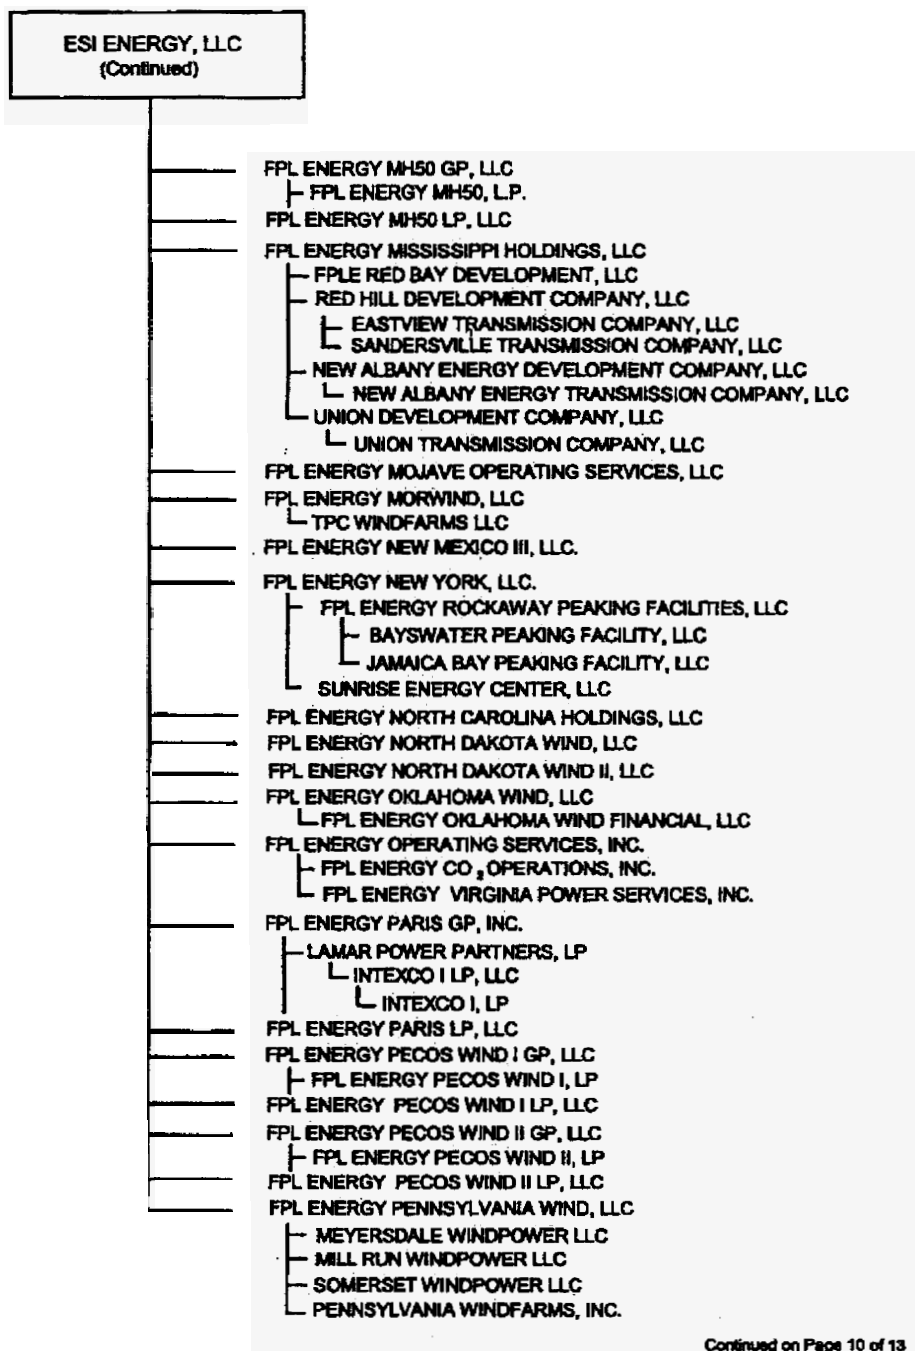 ESI ENERGY, LLC
(Continued)
FPL ENERGY MH50 GP, LLC
FPL ENERGY MH50, L.P.
FPL ENERGY MH50 LP, LLC
FPL ENERGY MISSISSIPPI HOLDINGS, LLC
FPLE RED BAY DEVELOPMENT, LLC
RED HILL DEVELOPMENT COMPANY, LLC
EASTVIEW TRANSMISSION COMPANY, LLC
SANDERSVILLE TRANSMISSION COMPANY, LLC
NEW ALBANY ENERGY DEVELOPMENT COMPANY, LLC
NEW ALBANY ENERGY TRANSMISSION COMPANY, LLC
UNION DEVELOPMENT COMPANY, LLC
UNION TRANSMISSION COMPANY, LLC
FPL ENERGY MOJAVE OPERATING SERVICES, LLC
FPL ENERGY MORWIND, LLC
TPC WINDFARMS LLC
FPL ENERGY NEW MEXICO III, LLC.
FPL ENERGY NEW YORK, LLC.
FPL ENERGY ROCKAWAY PEAKING FACILITIES, LLC
BAYSWATER PEAKING FACILITY, LLC
JAMAICA BAY PEAKING FACILITY, LLC
SUNRISE ENERGY CENTER, LLC
FPL ENERGY NORTH CAROLINA HOLDINGS, LLC
FPL ENERGY NORTH DAKOTA WIND, LLC
FPL ENERGY NORTH DAKOTA WIND II, LLC
FPL ENERGY OKLAHOMA WIND, LLC
FPL ENERGY OKLAHOMA WIND FINANCIAL, LLC
FPL ENERGY OPERATING SERVICES, INC.
FPL ENERGY CO₂ OPERATIONS, INC.
FPL ENERGY VIRGINIA POWER SERVICES, INC.
FPL ENERGY PARIS GP, INC.
LAMAR POWER PARTNERS, LP
INTEXCO I LP, LLC
INTEXCO I, LP
FPL ENERGY PARIS LP, LLC
FPL ENERGY PECOS WIND I GP, LLC
FPL ENERGY PECOS WIND I, LP
FPL ENERGY PECOS WIND I LP, LLC
FPL ENERGY PECOS WIND II GP, LLC
FPL ENERGY PECOS WIND II, LP
FPL ENERGY PECOS WIND II LP, LLC
FPL ENERGY PENNSYLVANIA WIND, LLC
MEYERSDALE WINDPOWER LLC
MILL RUN WINDPOWER LLC
SOMERSET WINDPOWER LLC
PENNSYLVANIA WINDFARMS, INC.
Continued on Page 10 of 13